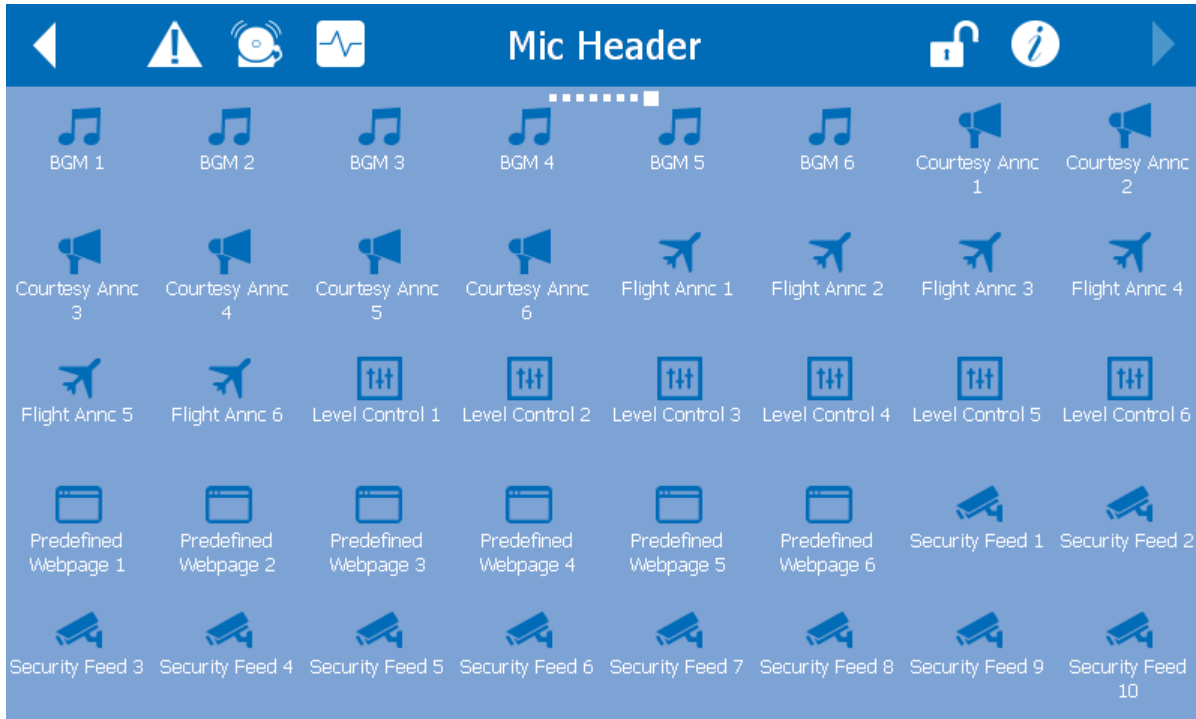 Mic Header
BGM 1
BGM 2
BGM 3
BGM 4
BGM 5
BGM 6
Courtesy Annc
1
Courtesy Annc
2
Courtesy Annc
3
Courtesy Annc
4
Courtesy Annc
5
Courtesy Annc
6
Flight Annc 1
Flight Annc 2
Flight Annc 3
Flight Annc 4
Flight Annc 5
Flight Annc 6
Level Control 1
Level Control 2
Level Control 3
Level Control 4
Level Control 5
Level Control 6
Predefined
Webpage 1
Predefined
Webpage 2
Predefined
Webpage 3
Predefined
Webpage 4
Predefined
Webpage 5
Predefined
Webpage 6
Security Feed 1
Security Feed 2
Security Feed 3
Security Feed 4
Security Feed 5
Security Feed 6
Security Feed 7
Security Feed 8
Security Feed 9
Security Feed
10